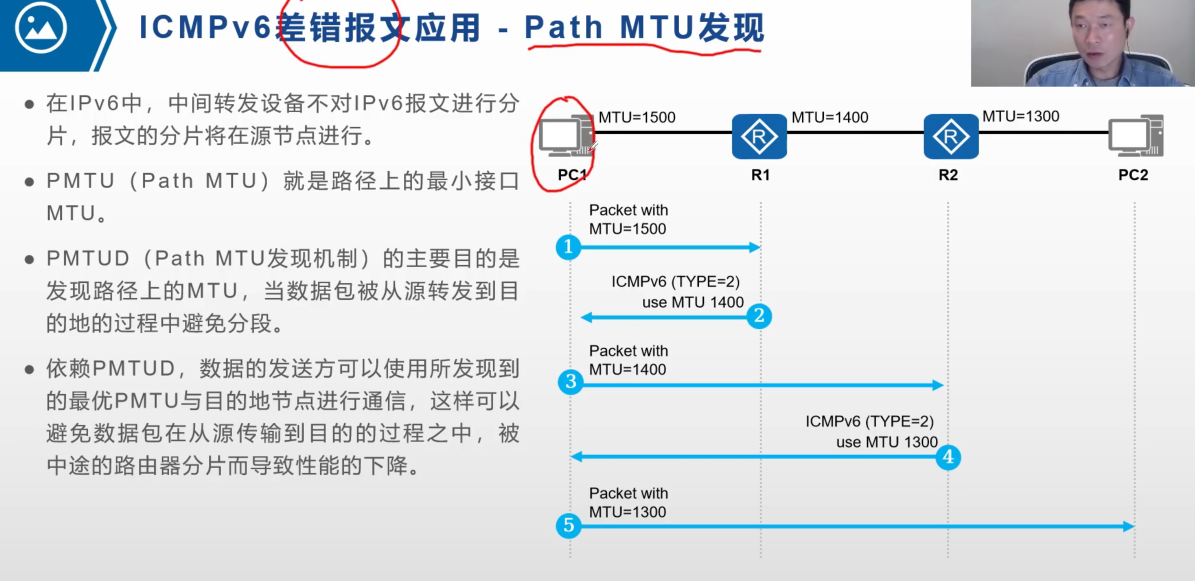 ICMPv6差错报文应用 - Path MTU发现
在IPv6中，中间转发设备不对IPv6报文进行分
片，报文的分片将在源节点进行。
PMTU（Path MTU）就是路径上的最小接口
MTU。
PMTUD（Path MTU发现机制）的主要目的是
发现路径上的MTU，当数据包被从源转发到目
的地的过程中避免分段。
依赖PMTUD，数据的发送方可以使用所发现到
的最优PMTU与目的地节点进行通信，这样可以
避免数据包在从源传输到目的的过程之中，被
中途的路由器分片而导致性能的下降。
MTU=1500
MTU=1400
MTU=1300
R
R
PC1
R1
R2
PC2
Packet with
MTU=1500
1
ICMPv6 (TYPE=2)
use MTU 1400
2
Packet with
MTU=1400
3
ICMPv6 (TYPE=2)
use MTU 1300
4
Packet with
MTU=1300
5